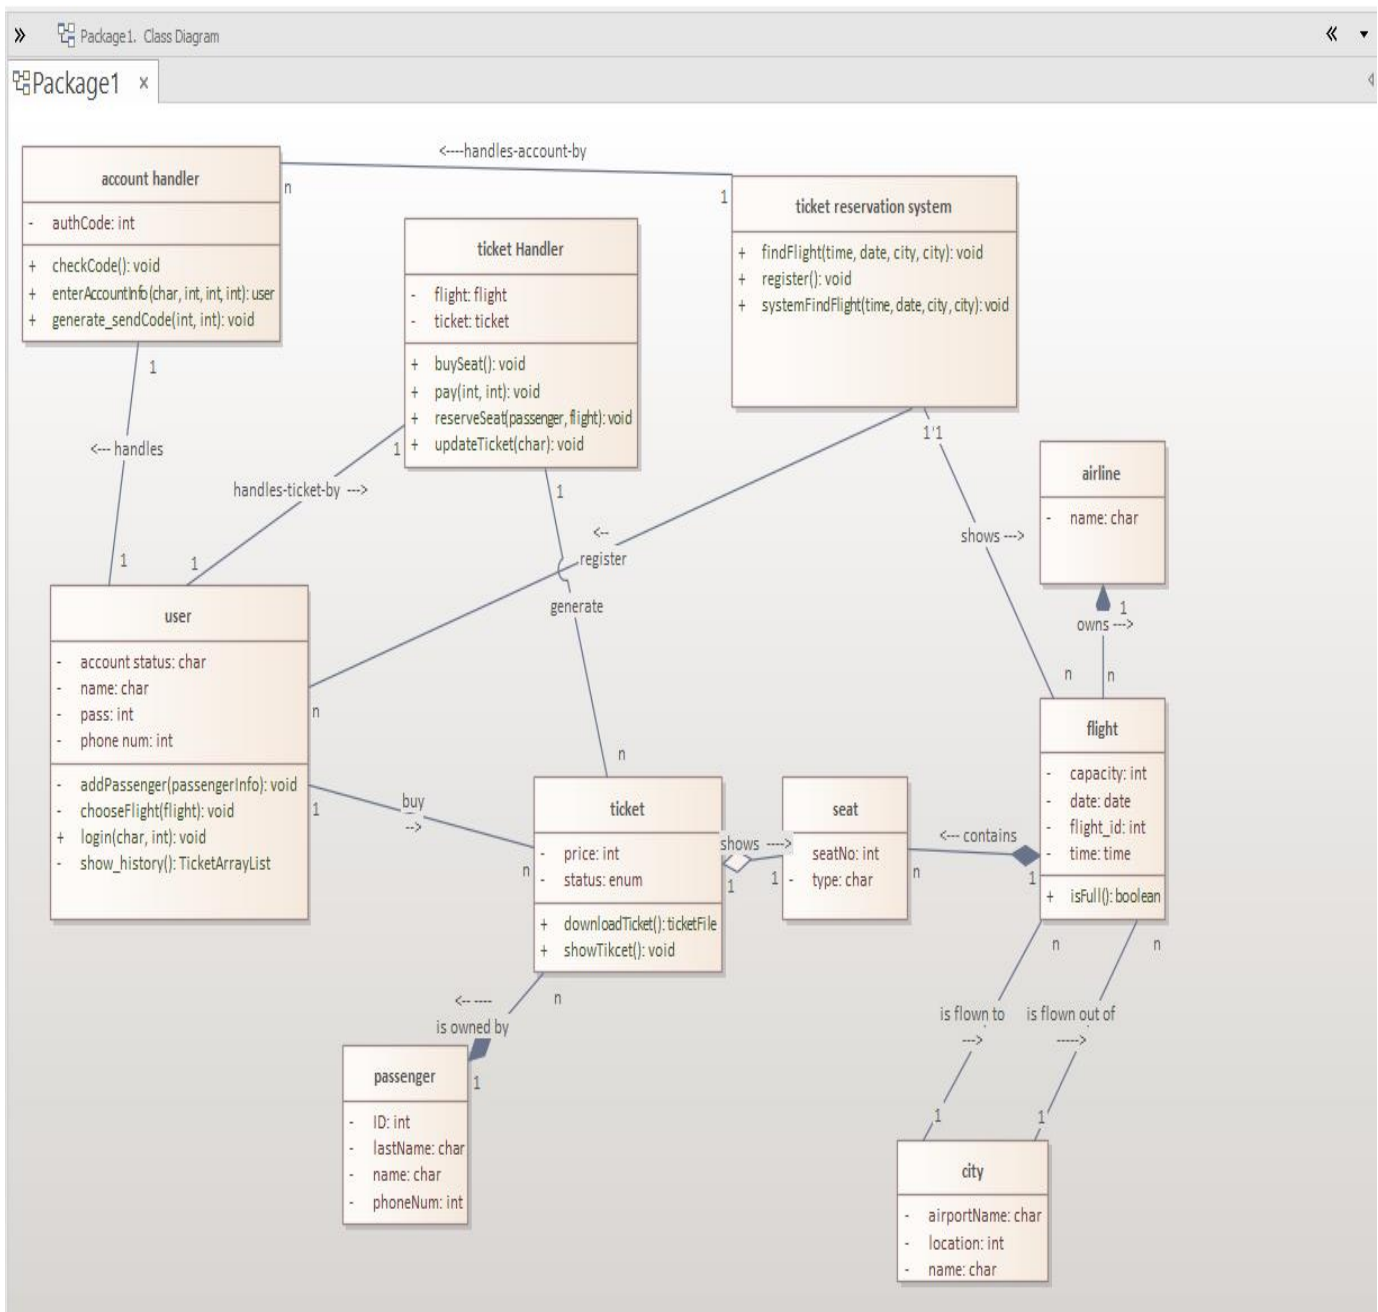 Package1. Class Diagram
Package1 ×
<----handles-account-by
account handler
n
- authCode: int
+ checkCode(): void
+ enterAccountInfo(char, int, int, int): user
+ generate_sendCode(int, int): void
1
ticket reservation system
+ findFlight(time, date, city, city): void
+ register(): void
+ systemFindFlight(time, date, city, city): void
ticket Handler
- flight: flight
- ticket: ticket
+ buySeat(): void
+ pay(int, int): void
+ reserveSeat(passenger, flight): void
+ updateTicket(char): void
1
1
1
1'1
<--- handles
handles-ticket-by --->
<--
register
shows --->
airline
- name: char
1
owns --->
n
n
1
1
generate
user
- account status: char
- name: char
- pass: int
- phone num: int
- addPassenger(passengerInfo): void
- chooseFlight(flight): void
+ login(char, int): void
- show_history(): TicketArrayList
n
1
buy
-->
n
n
ticket
- price: int
- status: enum
+ downloadTicket(): ticketFile
+ showTikcet(): void
shows ---->
1
1
seat
- seatNo: int
- type: char
n
<--- contains
1
flight
- capacity: int
- date: date
- flight_id: int
- time: time
+ isFull(): boolean
n
n
n
<-- ----
is owned by
1
is flown to
--->
is flown out of
----->
passenger
- ID: int
- lastName: char
- name: char
- phoneNum: int
1
1
city
- airportName: char
- location: int
- name: char